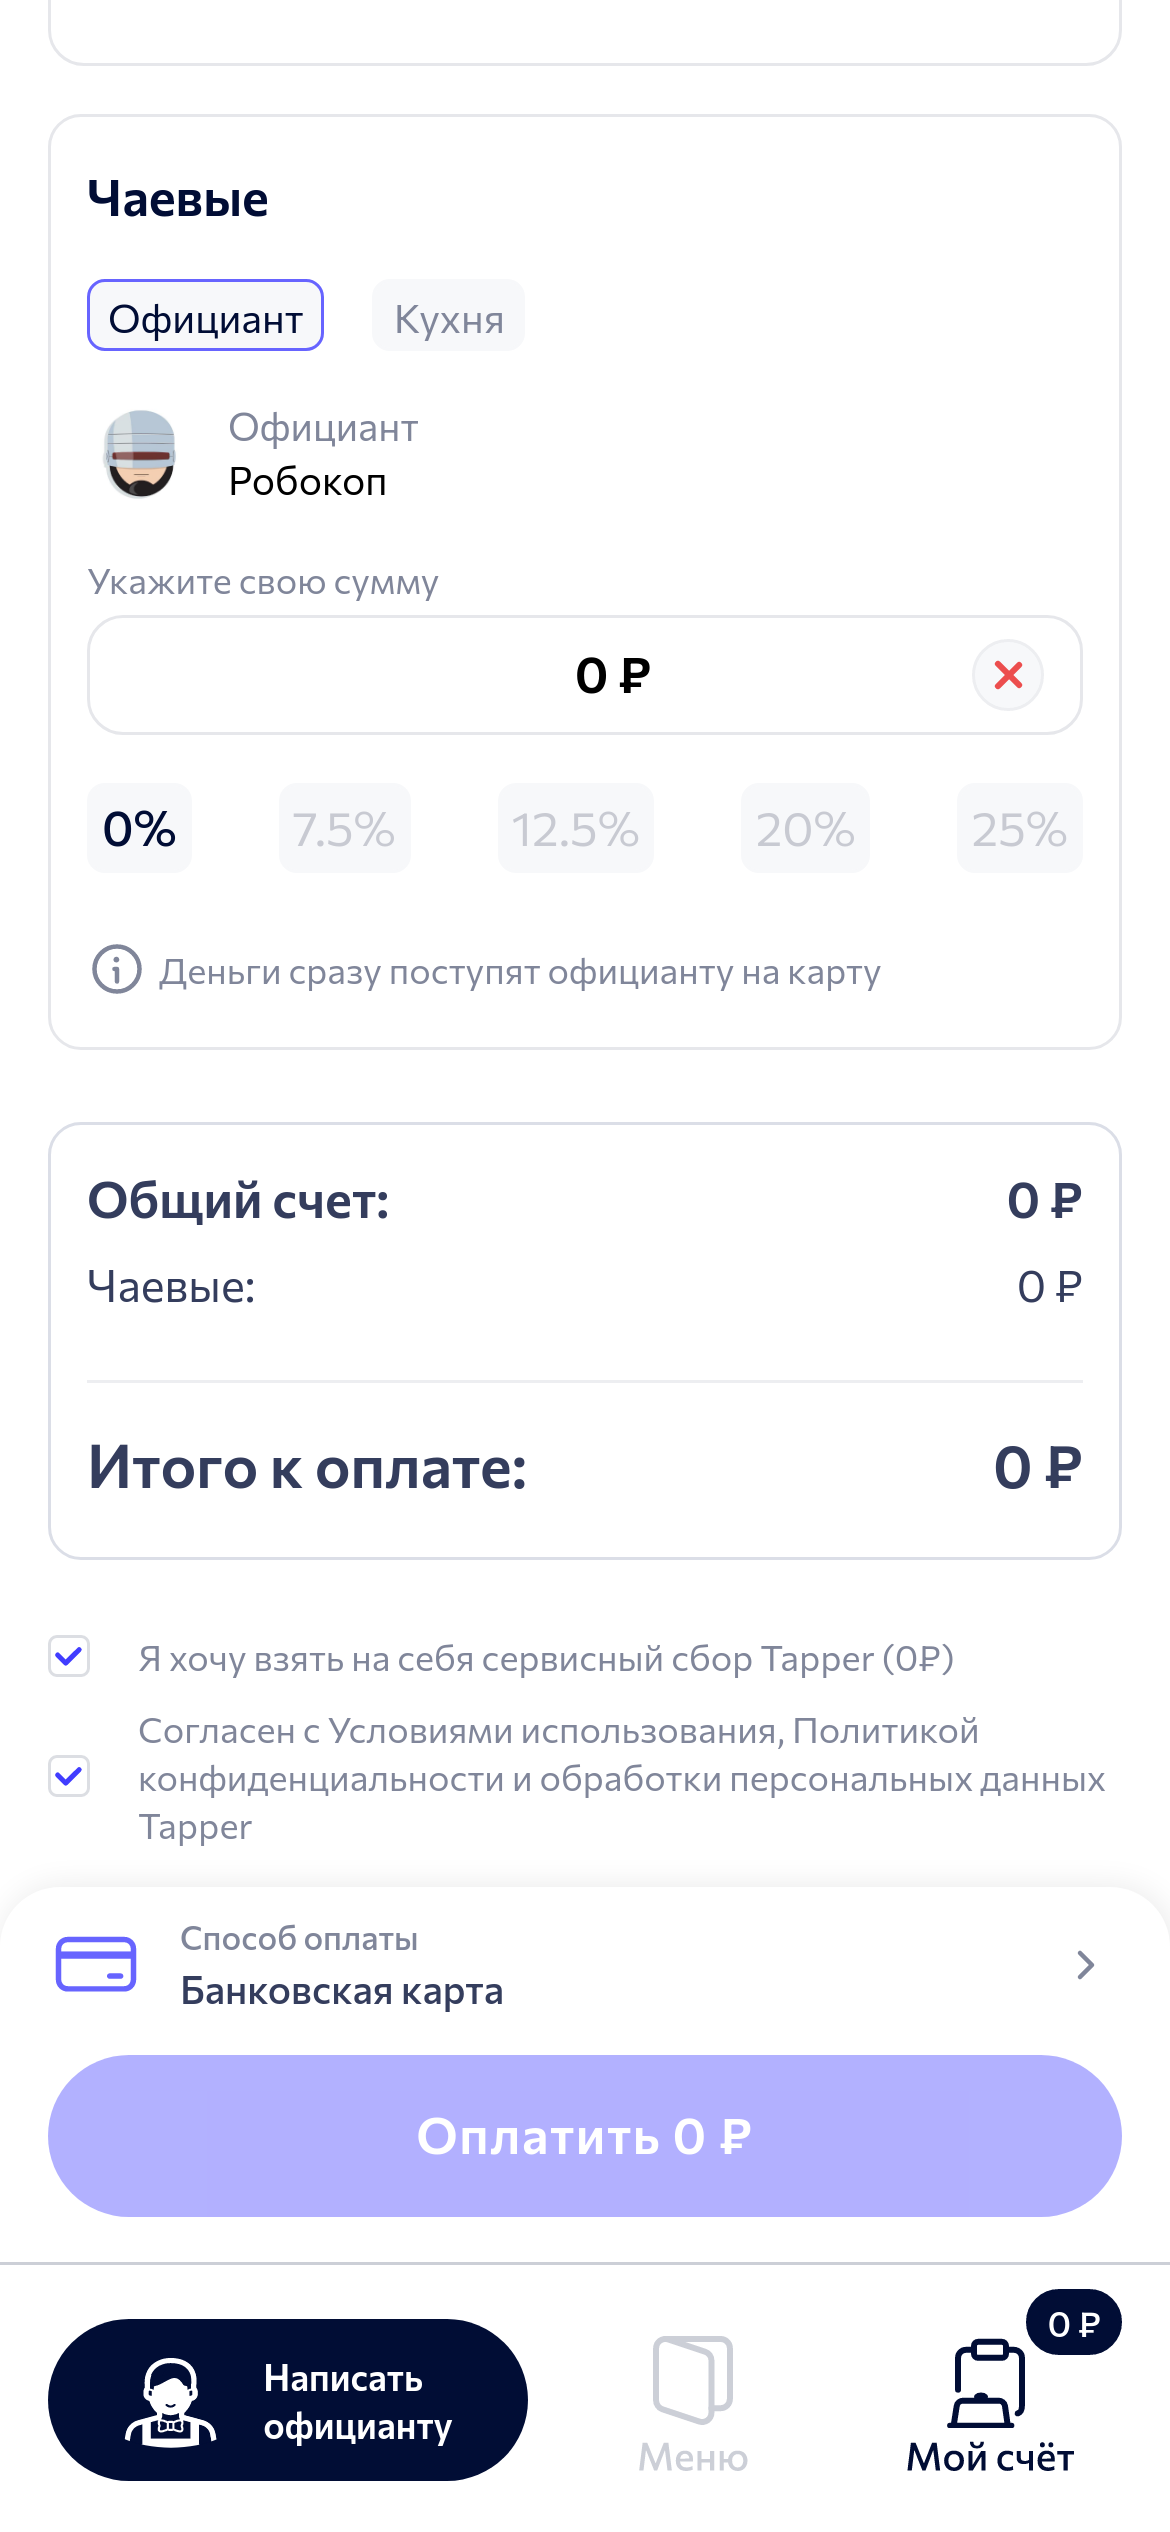 Чаевые
Официант Кухня
Официант
Робокоп
Укажите свою сумму
0 ₽
0% 7.5% 12.5% 20% 25%
Деньги сразу поступят официанту на карту
Общий счет: 0 ₽
Чаевые: 0 ₽
Итого к оплате: 0 ₽
Я хочу взять на себя сервисный сбор Tapper (0₽)
Согласен с Условиями использования, Политикой
конфиденциальности и обработки персональных данных
Tapper
Способ оплаты
Банковская карта
Оплатить 0 ₽
0 ₽
Написать
официанту
Меню
Мой счёт